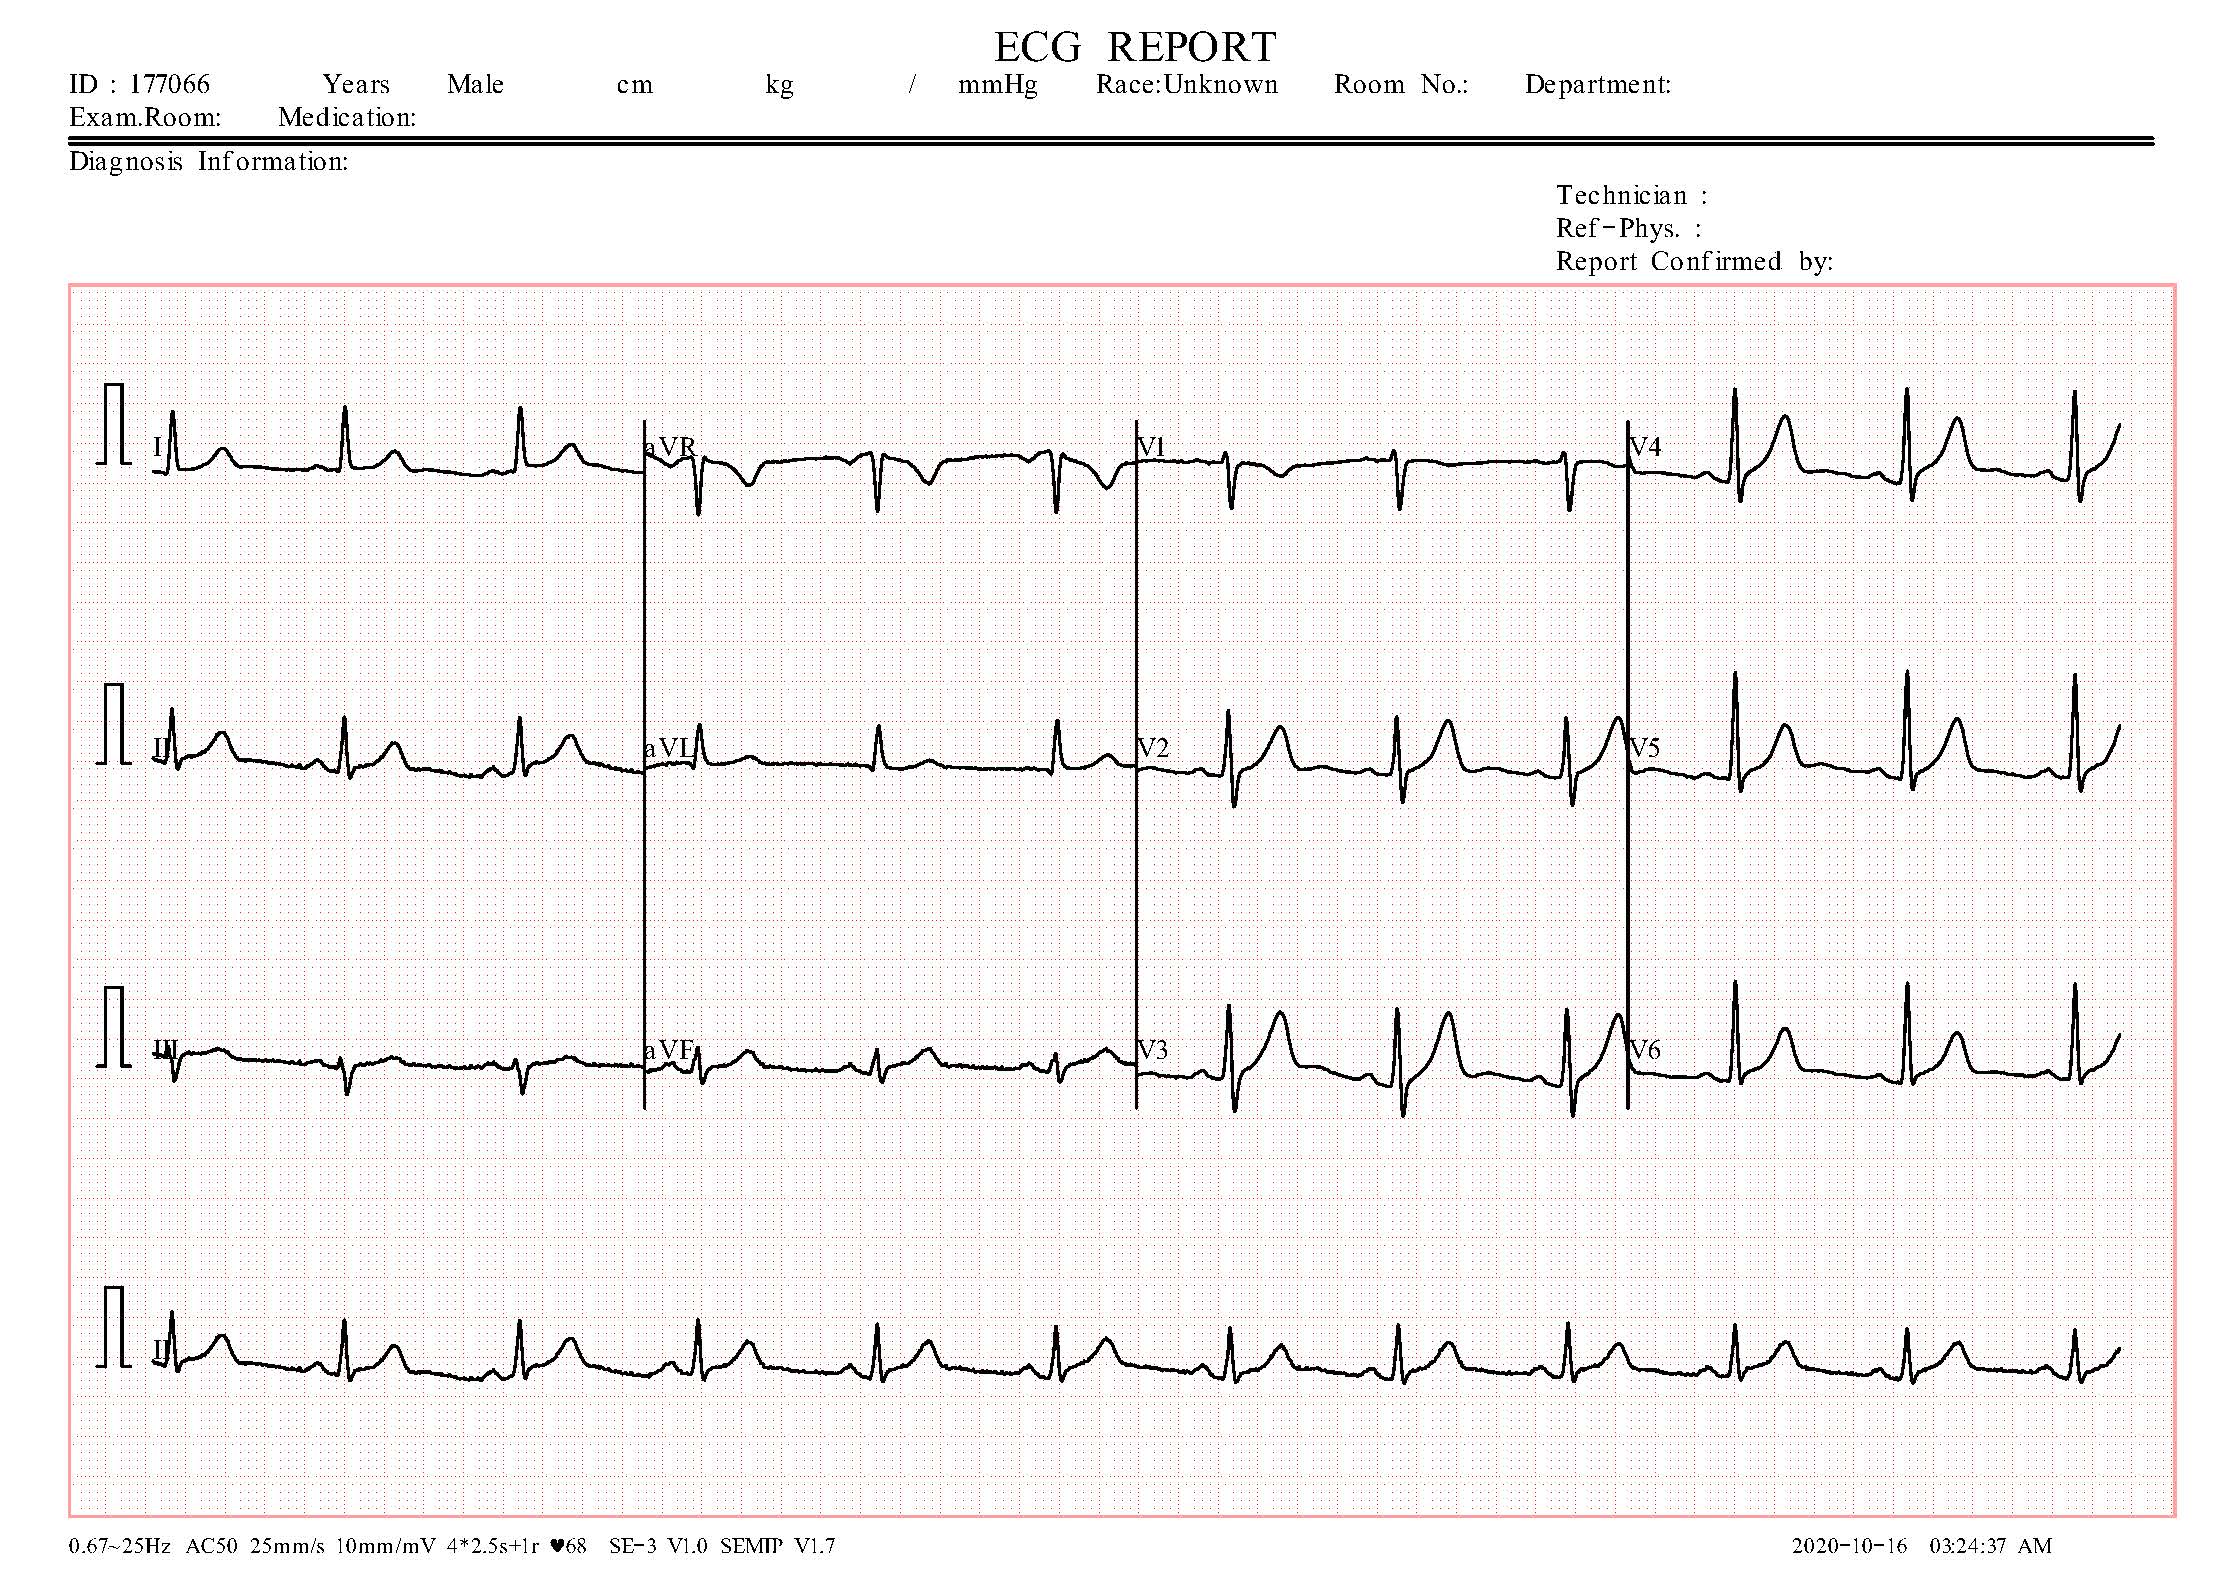 ECG REPORT
ID : 177066 Years Male cm kg / mmHg Race:Unknown Room No.: Department:
Exam.Room: Medication:
Diagnosis Information:
Technician :
Ref-Phys. :
Report Confirmed by:
I aVR V1 V4
II aVL V2 V5
III aVF V3 V6
II
0.67~25Hz AC50 25mm/s 10mm/mV 4*2.5s+1r ♥68 SE-3 V1.0 SEMIP V1.7 2020-10-16 03:24:37 AM